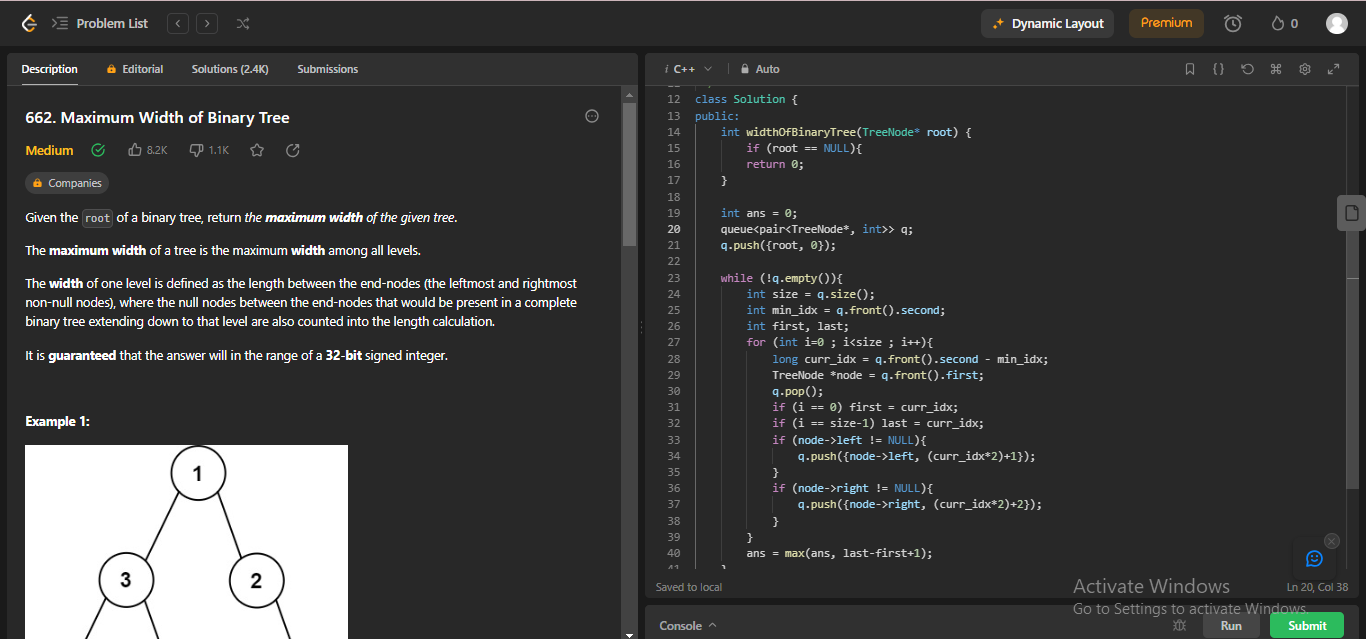 Problem List
Dynamic Layout
Premium
0
Description
Editorial
Solutions (2.4K)
Submissions
662. Maximum Width of Binary Tree
Medium
8.2K
1.1K
Companies
Given the root of a binary tree, return the maximum width of the given tree.
The maximum width of a tree is the maximum width among all levels.
The width of one level is defined as the length between the end-nodes (the leftmost and rightmost
non-null nodes), where the null nodes between the end-nodes that would be present in a complete
binary tree extending down to that level are also counted into the length calculation.
It is guaranteed that the answer will in the range of a 32-bit signed integer.
Example 1:
1
3
2
i C++
Auto
12 class Solution {
13 public:
14 int widthOfBinaryTree(TreeNode* root) {
15 if (root == NULL){
16 return 0;
17 }
18
19 int ans = 0;
20 queue<pair<TreeNode*, int>> q;
21 q.push({root, 0});
22
23 while (!q.empty()){
24 int size = q.size();
25 int min_idx = q.front().second;
26 int first, last;
27 for (int i=0 ; i<size ; i++){
28 long curr_idx = q.front().second - min_idx;
29 TreeNode *node = q.front().first;
30 q.pop();
31 if (i == 0) first = curr_idx;
32 if (i == size-1) last = curr_idx;
33 if (node->left != NULL){
34 q.push({node->left, (curr_idx*2)+1});
35 }
36 if (node->right != NULL){
37 q.push({node->right, (curr_idx*2)+2});
38 }
39 }
40 ans = max(ans, last-first+1);
Saved to local
Ln 20, Col 38
Activate Windows
Go to Settings to activate Windows.
Console
Run
Submit